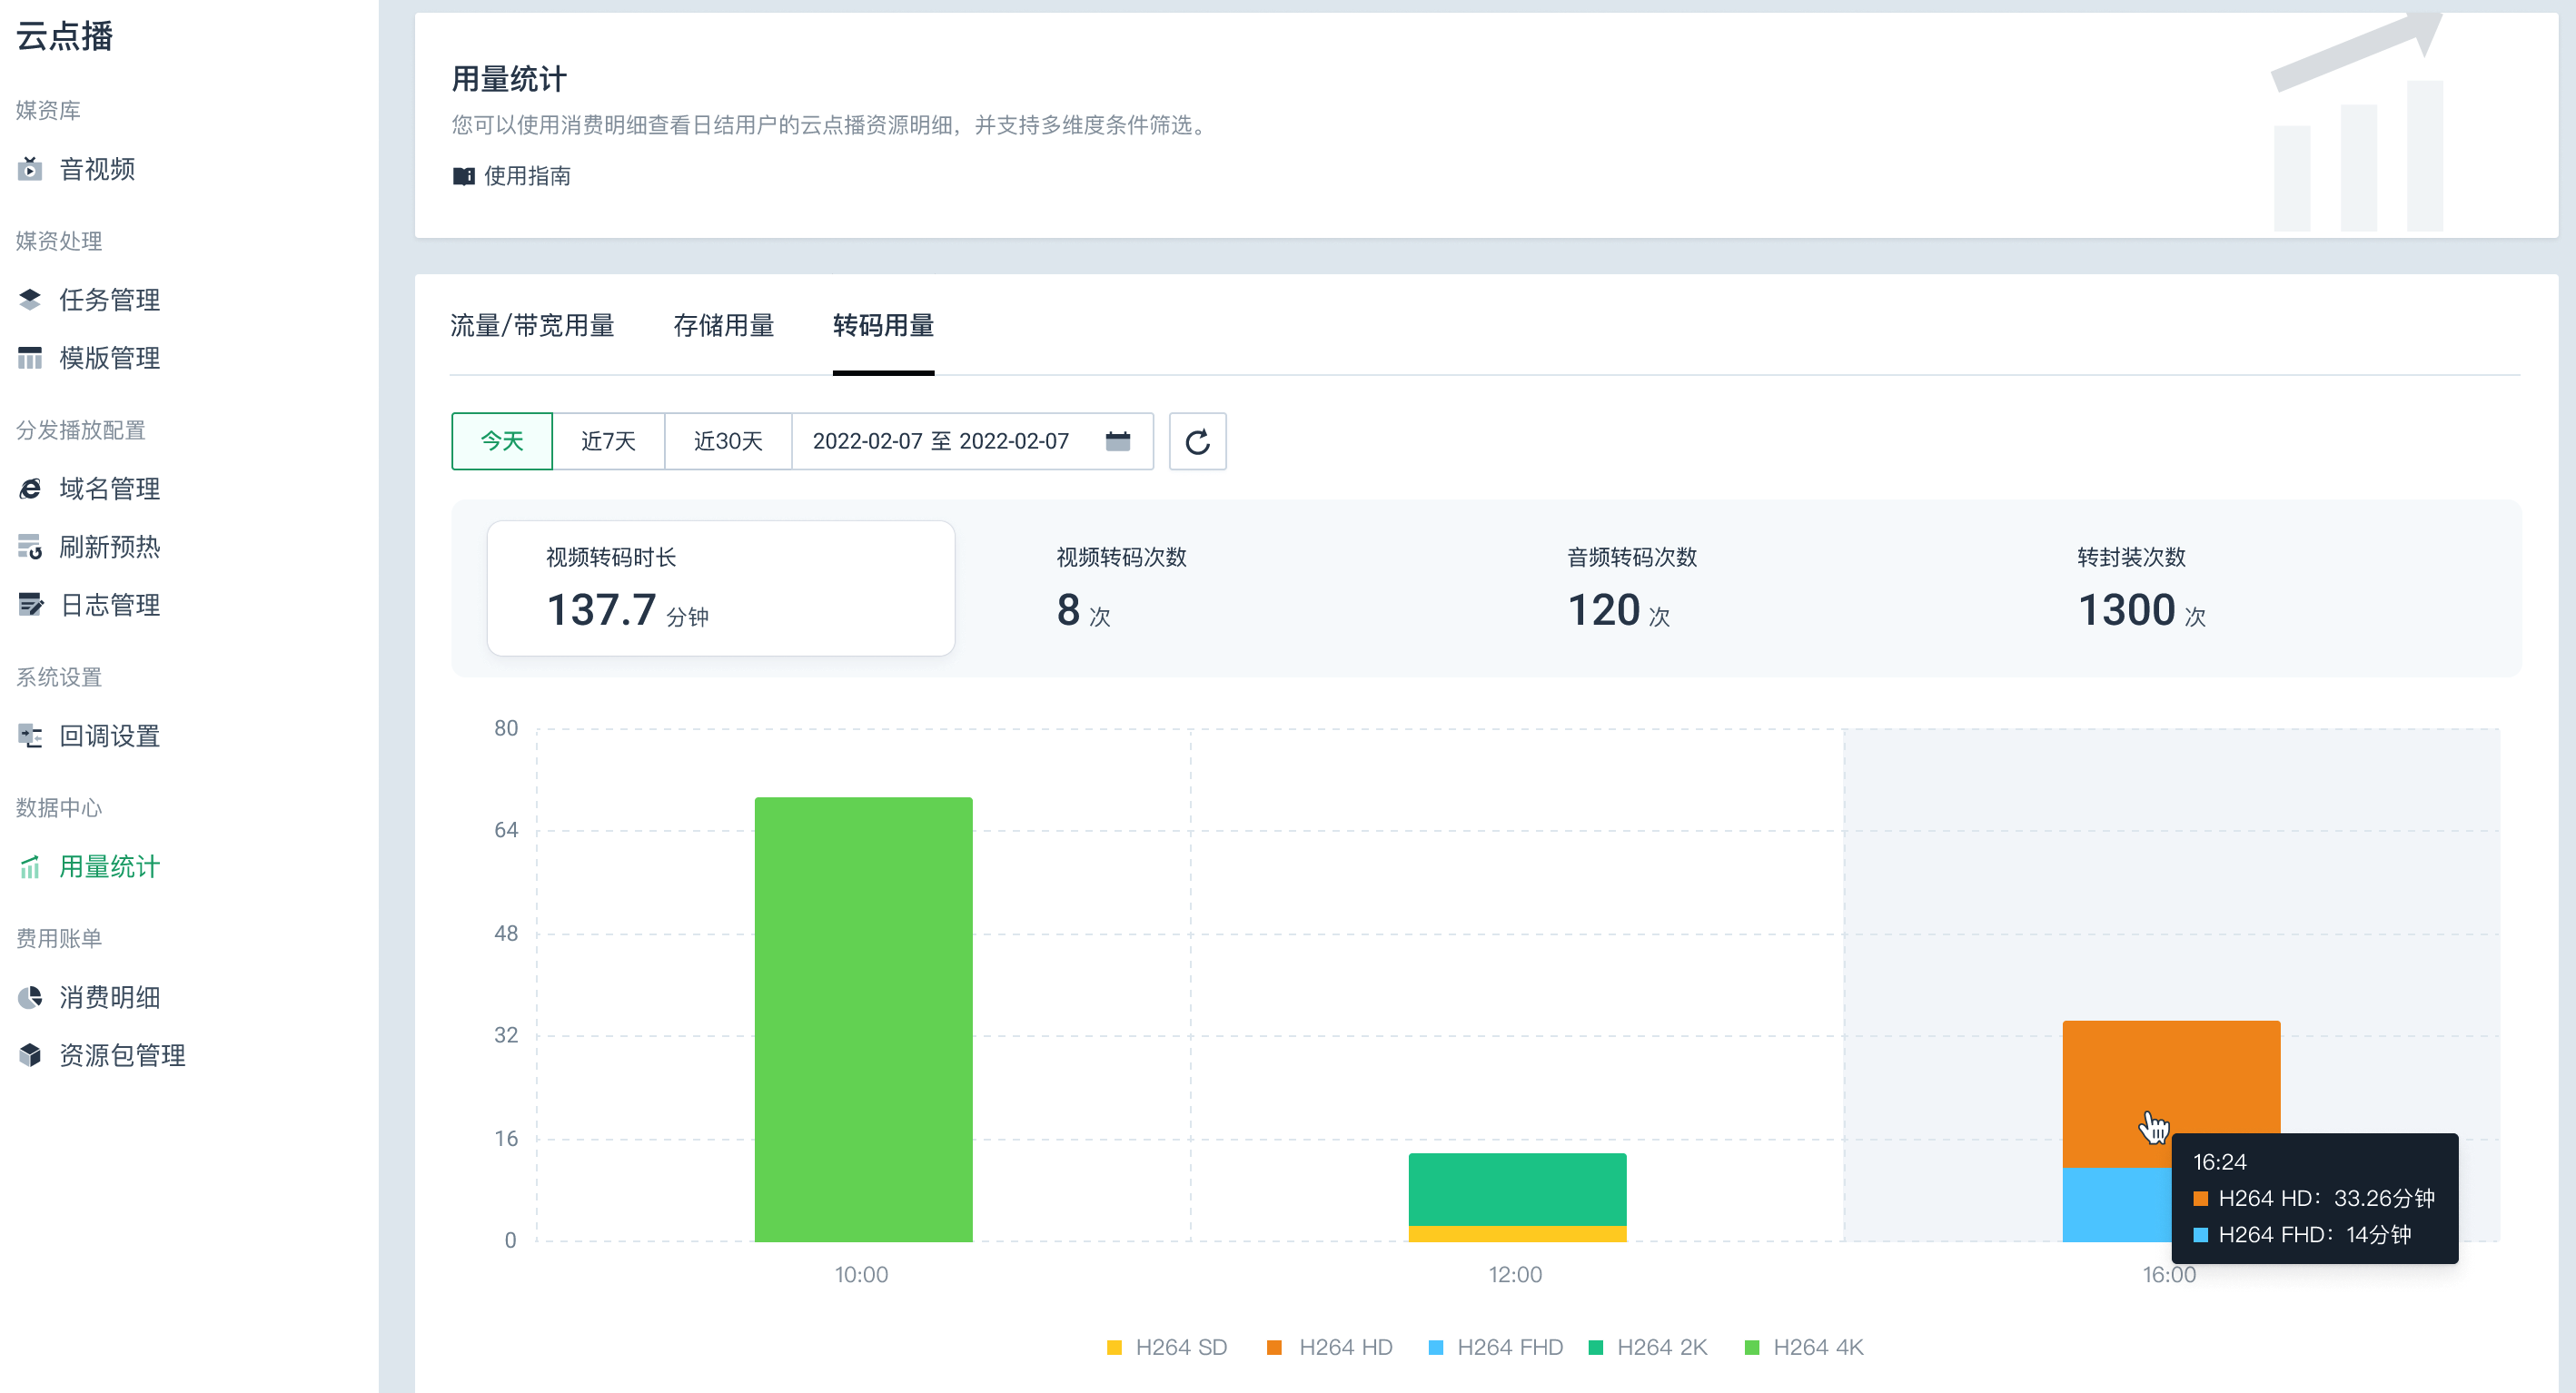 云点播
媒资库
音视频
媒资处理
任务管理
模版管理
分发播放配置
域名管理
刷新预热
日志管理
系统设置
回调设置
数据中心
用量统计
费用账单
消费明细
资源包管理
用量统计
您可以使用消费明细查看日结用户的云点播资源明细，并支持多维度条件筛选。
使用指南
流量/带宽用量 存储用量 转码用量
今天 近7天 近30天 2022-02-07 至 2022-02-07
视频转码时长 视频转码次数 音频转码次数 转封装次数
137.7 分钟 8 次 120 次 1300 次
80
64
48
32
16
0
16:24
H264 HD：33.26分钟
H264 FHD：14分钟
10:00 12:00 16:00
H264 SD H264 HD H264 FHD H264 2K H264 4K